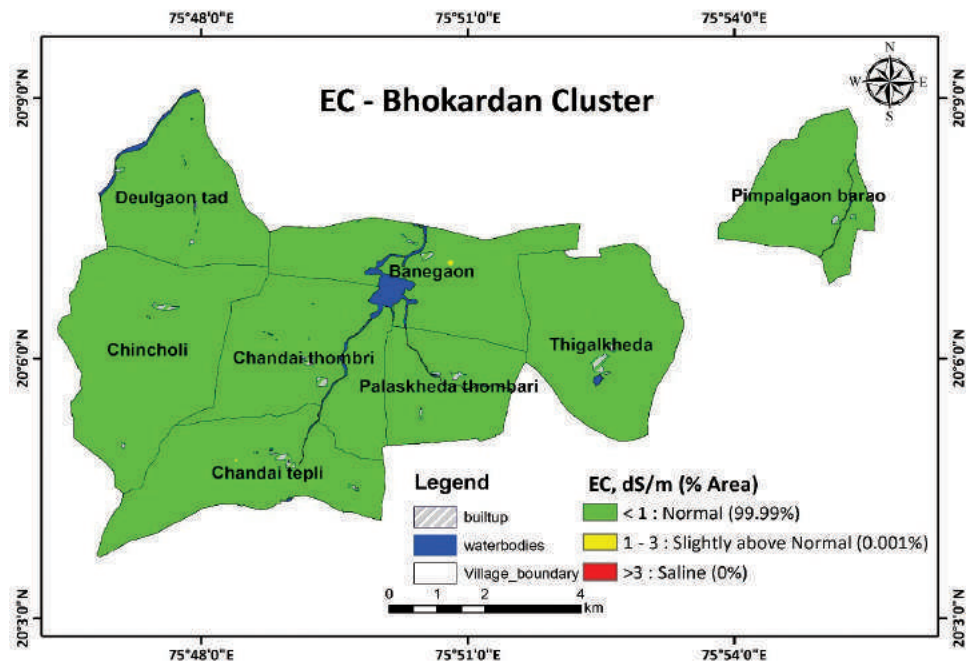 75°48'0"E 75°51'0"E 75°54'0"E
20°9'0"N 20°9'0"N
EC - Bhokardan Cluster
N
W E
S
Deulgaon tad
Pimpalgaon barao
Banegaon
Chincholi
Chandai thombri
Thigalkheda
20°6'0"N 20°6'0"N
Palaskheda thombari
Chandai tepli
Legend
builtup
waterbodies
Village_boundary
0 1 2 4
km
EC, dS/m (% Area)
< 1 : Normal (99.99%)
1 - 3 : Slightly above Normal (0.001%)
>3 : Saline (0%)
20°3'0"N 20°3'0"N
75°48'0"E 75°51'0"E 75°54'0"E